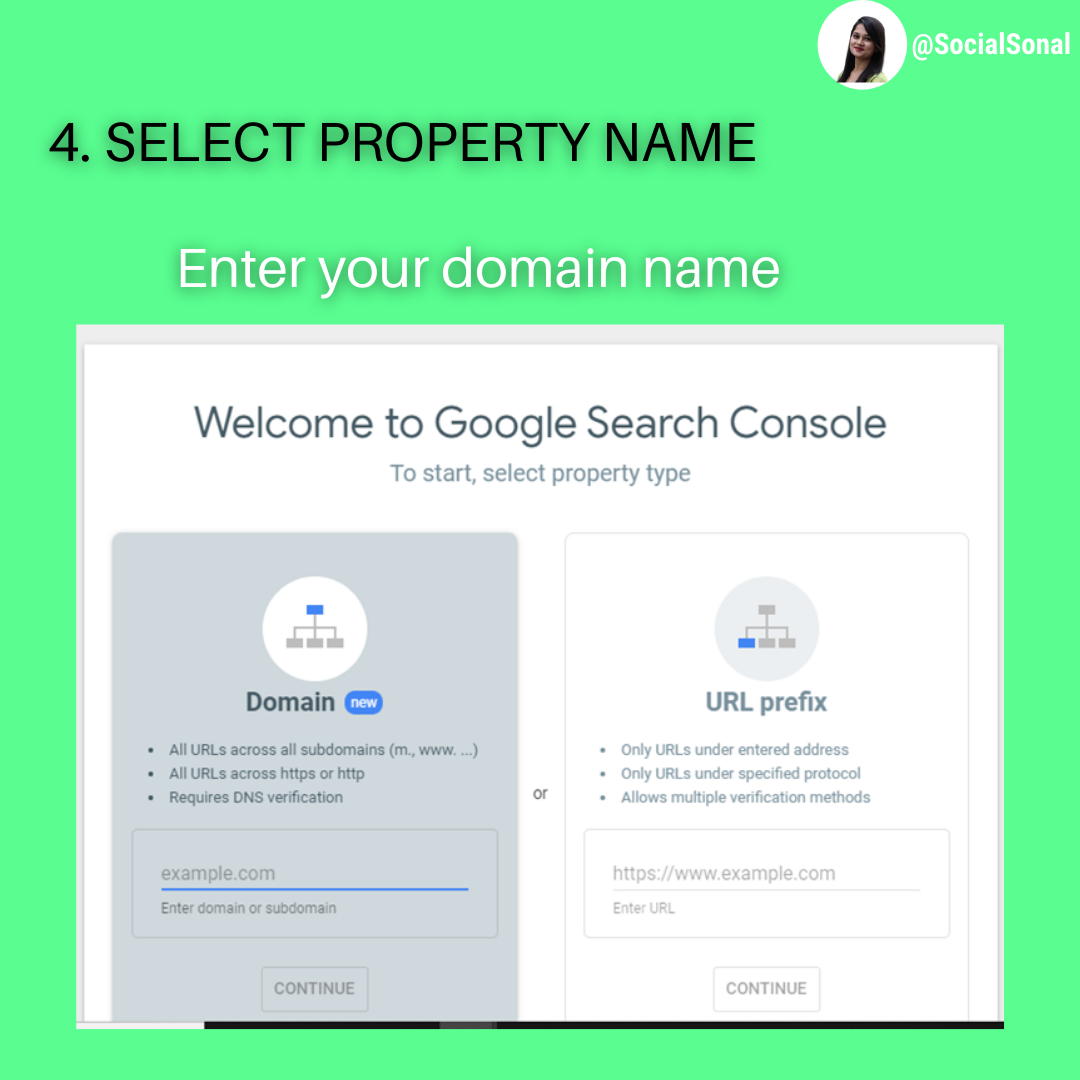 @SocialSonal
4. SELECT PROPERTY NAME
Enter your domain name
Welcome to Google Search Console
To start, select property type
Domain new
• All URLs across all subdomains (m., www. ...)
• All URLs across https or http
• Requires DNS verification
example.com
Enter domain or subdomain
CONTINUE
or
URL prefix
• Only URLs under entered address
• Only URLs under specified protocol
• Allows multiple verification methods
https://www.example.com
Enter URL
CONTINUE